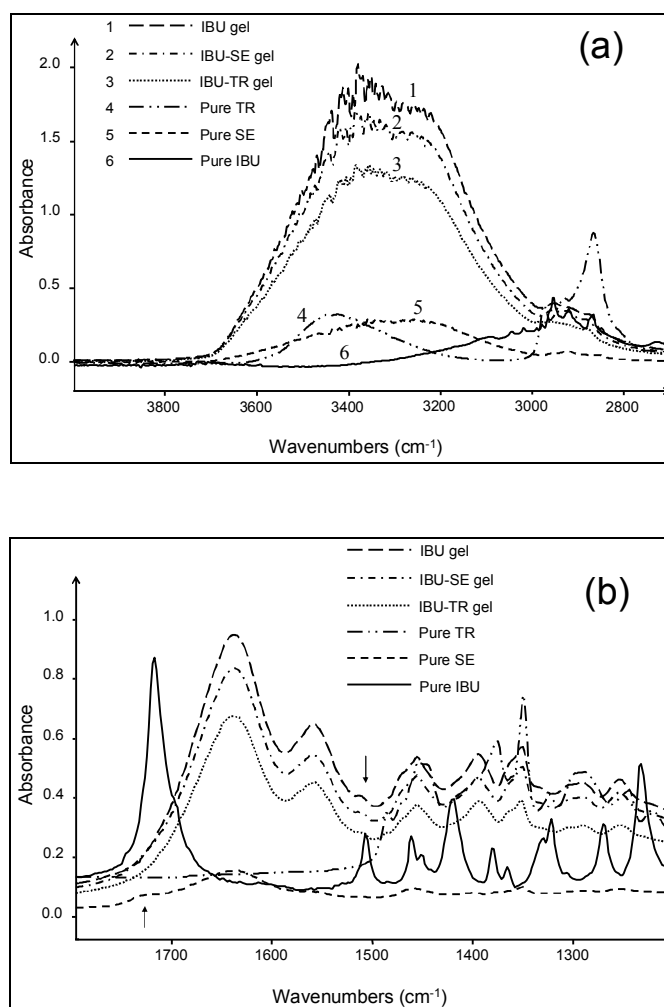 (a)
1 IBU gel
2 IBU-SE gel
3 IBU-TR gel
4 Pure TR
5 Pure SE
6 Pure IBU
2.0
1.5
1.0
0.5
0.0
Absorbance
1
2
3
4
5
6
3800 3600 3400 3200 3000 2800
Wavenumbers (cm-1)
(b)
IBU gel
IBU-SE gel
IBU-TR gel
Pure TR
Pure SE
Pure IBU
1.0
0.8
0.6
0.4
0.2
0.0
Absorbance
1700 1600 1500 1400 1300
Wavenumbers (cm-1)